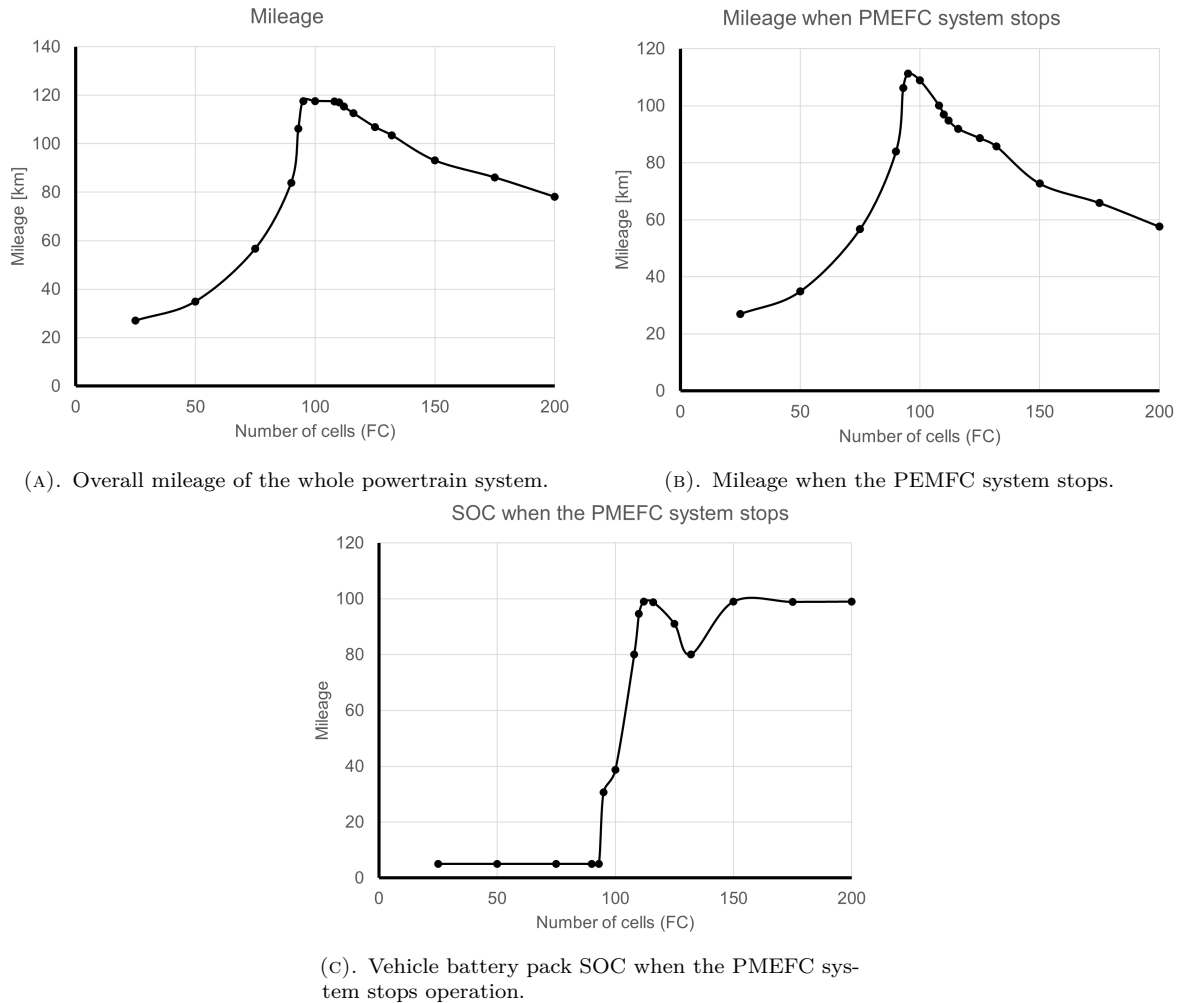 Mileage
140
120
100
80
60
40
20
0
Mileage [km]
0 50 100 150 200
Number of cells (FC)
(A). Overall mileage of the whole powertrain system.
Mileage when PMEFC system stops
120
100
80
60
40
20
0
Mileage [km]
0 50 100 150 200
Number of cells (FC)
(B). Mileage when the PEMFC system stops.
SOC when the PMEFC system stops
120
100
80
60
40
20
0
Mileage
0 50 100 150 200
Number of cells (FC)
(C). Vehicle battery pack SOC when the PMEFC sys-
tem stops operation.